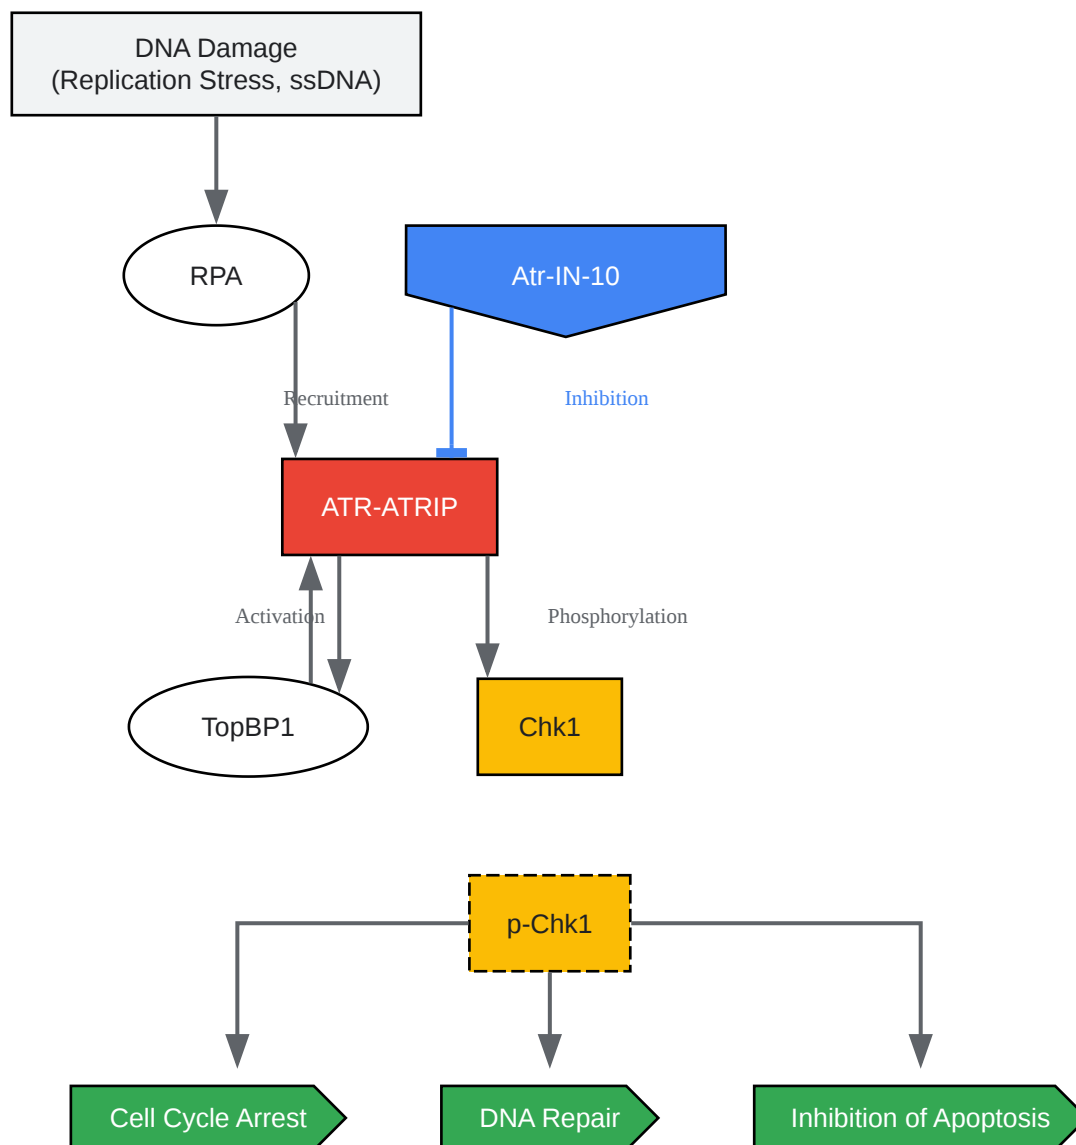 DNA Damage
(Replication Stress, ssDNA)
RPA
Atr-IN-10
Recruitment
Inhibition
ATR-ATRIP
Activation
Phosphorylation
TopBP1
Chk1
p-Chk1
Cell Cycle Arrest
DNA Repair
Inhibition of Apoptosis